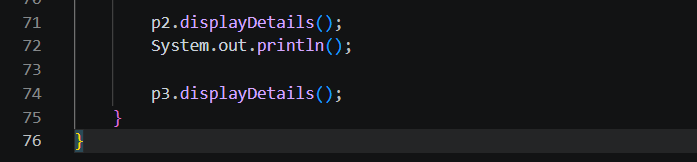 71 p2.displayDetails();
72 System.out.println();
73
74 p3.displayDetails();
75 }
76 }